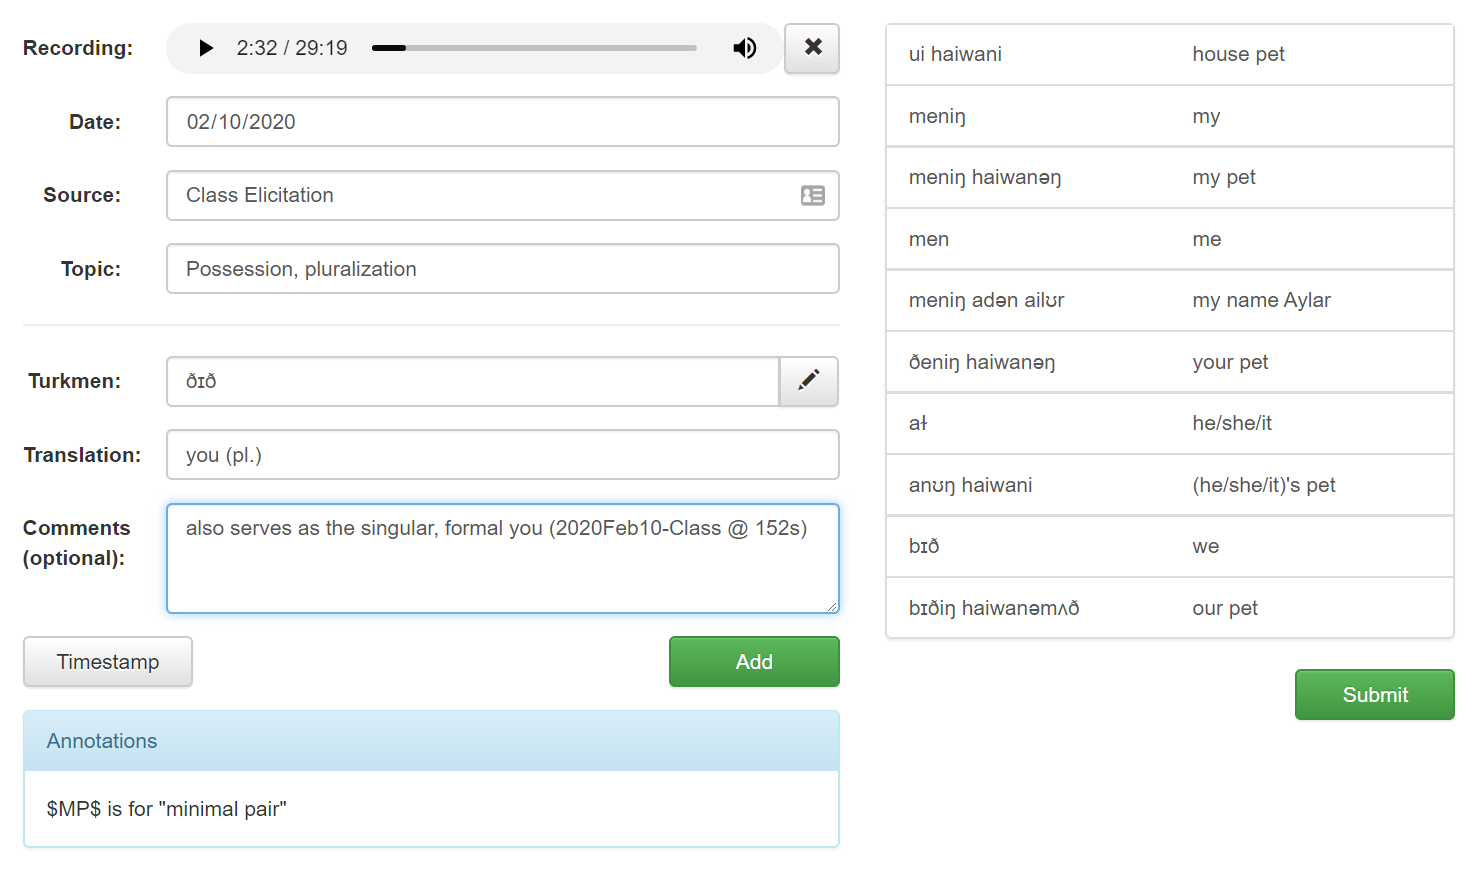 Recording: 2:32 / 29:19
Date: 02/10/2020
Source: Class Elicitation
Topic: Possession, pluralization
Turkmen: ðɪð
Translation: you (pl.)
Comments (optional): also serves as the singular, formal you (2020Feb10-Class @ 152s)
Timestamp Add
Annotations
$MP$ is for "minimal pair"
ui haiwani house pet
meniŋ my
meniŋ haiwanəŋ my pet
men me
meniŋ adən ailʊr my name Aylar
ðeniŋ haiwanəŋ your pet
aɫ he/she/it
anʊŋ haiwani (he/she/it)'s pet
bɪð we
bɪðiŋ haiwanəmʌð our pet
Submit